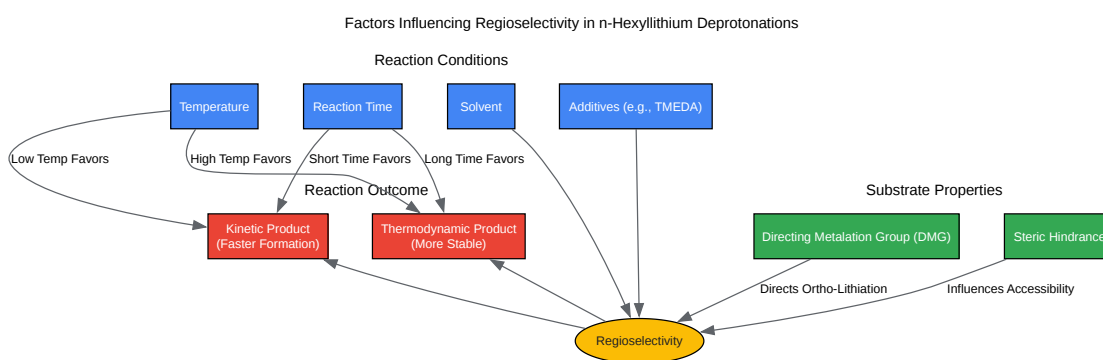 Factors Influencing Regioselectivity in n-Hexyllithium Deprotonations
Reaction Conditions
Temperature
Reaction Time
Solvent
Additives (e.g., TMEDA)
Low Temp Favors
High Temp Favors
Short Time Favors
Long Time Favors
Reaction Outcome
Substrate Properties
Kinetic Product
(Faster Formation)
Thermodynamic Product
(More Stable)
Directing Metalation Group (DMG)
Steric Hindrance
Directs Ortho-Lithiation
Influences Accessibility
Regioselectivity